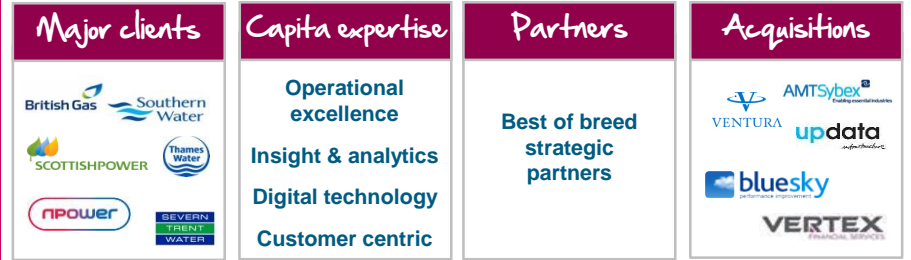 Major clients
British Gas
Southern
Water
SCOTTISHPOWER
Thames
Water
npower
SEVERN
TRENT
WATER
Capita expertise
Operational
excellence
Insight & analytics
Digital technology
Customer centric
Partners
Best of breed
strategic
partners
Acquisitions
AMTSybex
Enabling essential industries
VENTURA
updata
infrastructure
bluesky
performance improvement
VERTEX
FINANCIAL SERVICES